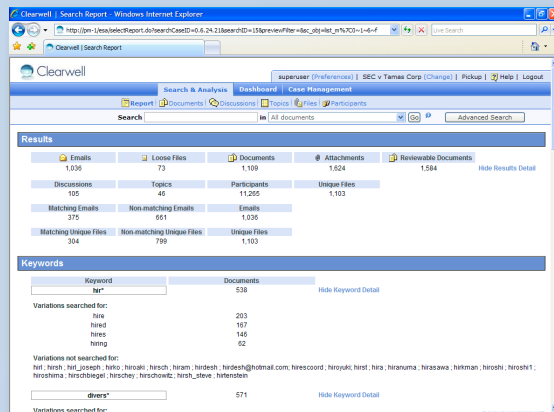 Clearwell | Search Report - Windows Internet Explorer
http://ps-1/esa/selectReport.do?searchCaseID=0.6.24.21&searchID=15&previewFilter=&sc_obj=list_m%7C0~1~6~f
Live Search
Clearwell | Search Report
Clearwell
superuser (Preferences) | SEC v Tamas Corp (Change) | Pickup | Help | Logout
Search & Analysis Dashboard | Case Management
Report | Documents | Discussions | Topics | Files | Participants
Search in All documents Go Advanced Search
Results
Emails Loose Files Documents Attachments Reviewable Documents
1,036 73 1,109 1,624 1,584 Hide Results Detail
Discussions Topics Participants Unique Files
105 46 11,265 1,103
Matching Emails Non-matching Emails Emails
375 661 1,036
Matching Unique Files Non-matching Unique Files Unique Files
304 799 1,103
Keywords
Keyword Documents
hir* 538 Hide Keyword Detail
Variations searched for:
hire 203
hired 167
hires 146
hiring 62
Variations not searched for:
hirl ; hirsh ; hirl_joseph ; hirko ; hiroaki ; hirsch ; hiram ; hirdesh ; hirdesh@hotmail.com; hirescoord ; hiroyuki; hirst ; hira ; hiranuma ; hirasawa ; hirkman ; hiroshi ; hiroshi1 ;
hiroshima ; hirschbiegel ; hirschey ; hirschowitz ; hirsh_steve ; hirtenstein
divers* 571 Hide Keyword Detail
Variations searched for: